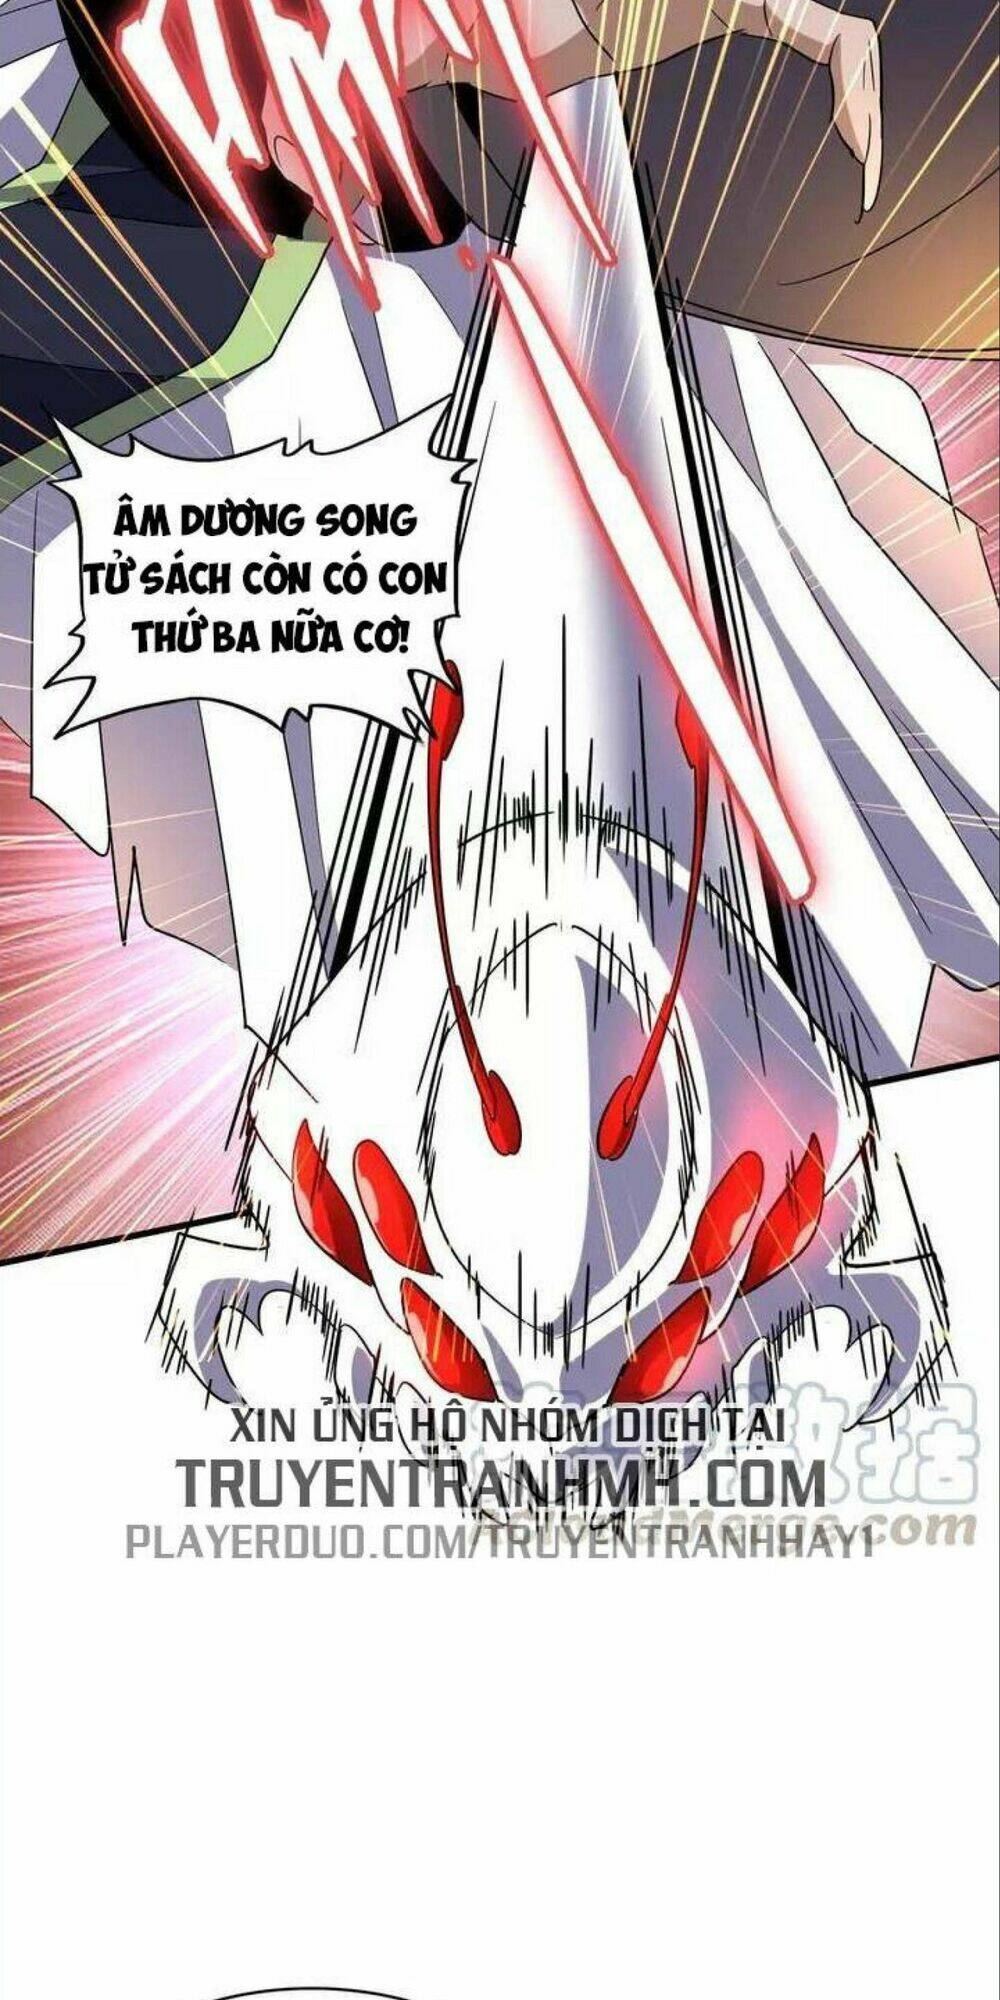 ÂM DƯƠNG SONG
TỬ SÁCH CÒN CÓ CON
THỨ BA NỮA CƠ!
XIN ỦNG HỘ NHÓM DỊCH TẠI
TRUYENTRANHMH.COM
PLAYERDUO.COM/TRUYENTRANHHAY1